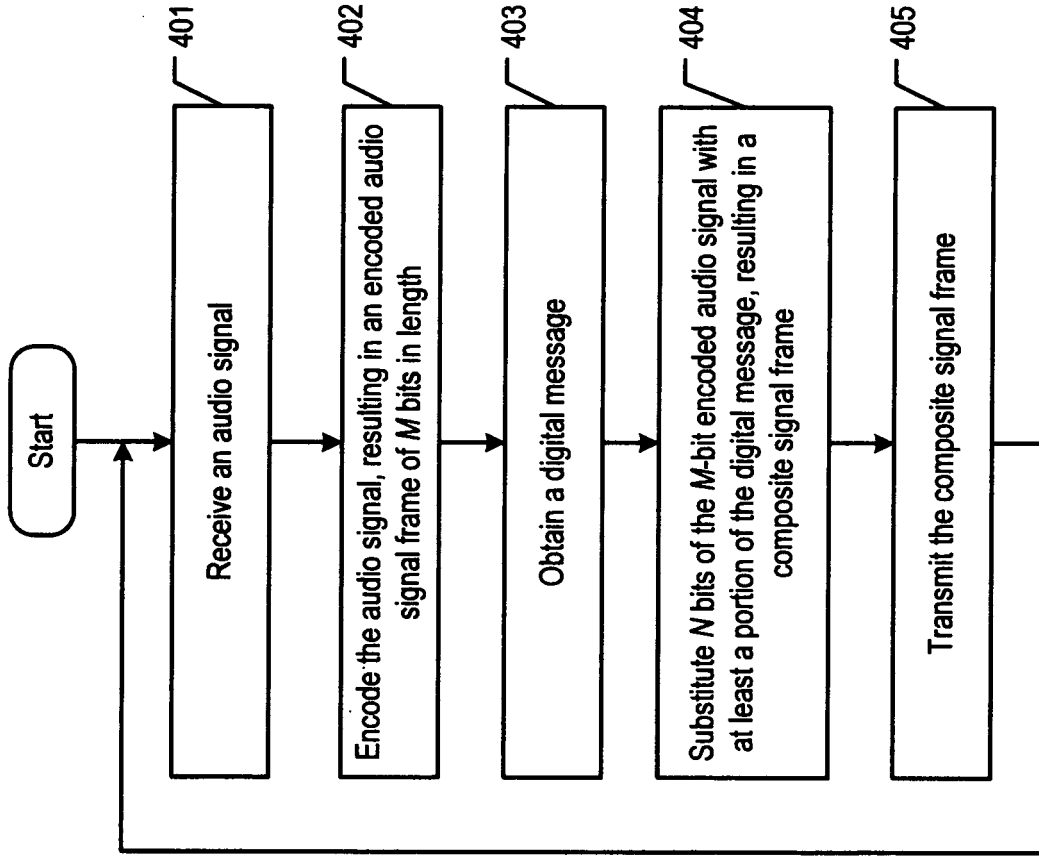 Start
401
Receive an audio signal
402
Encode the audio signal, resulting in an encoded audio
signal frame of M bits in length
403
Obtain a digital message
404
Substitute N bits of the M-bit encoded audio signal with
at least a portion of the digital message, resulting in a
composite signal frame
405
Transmit the composite signal frame